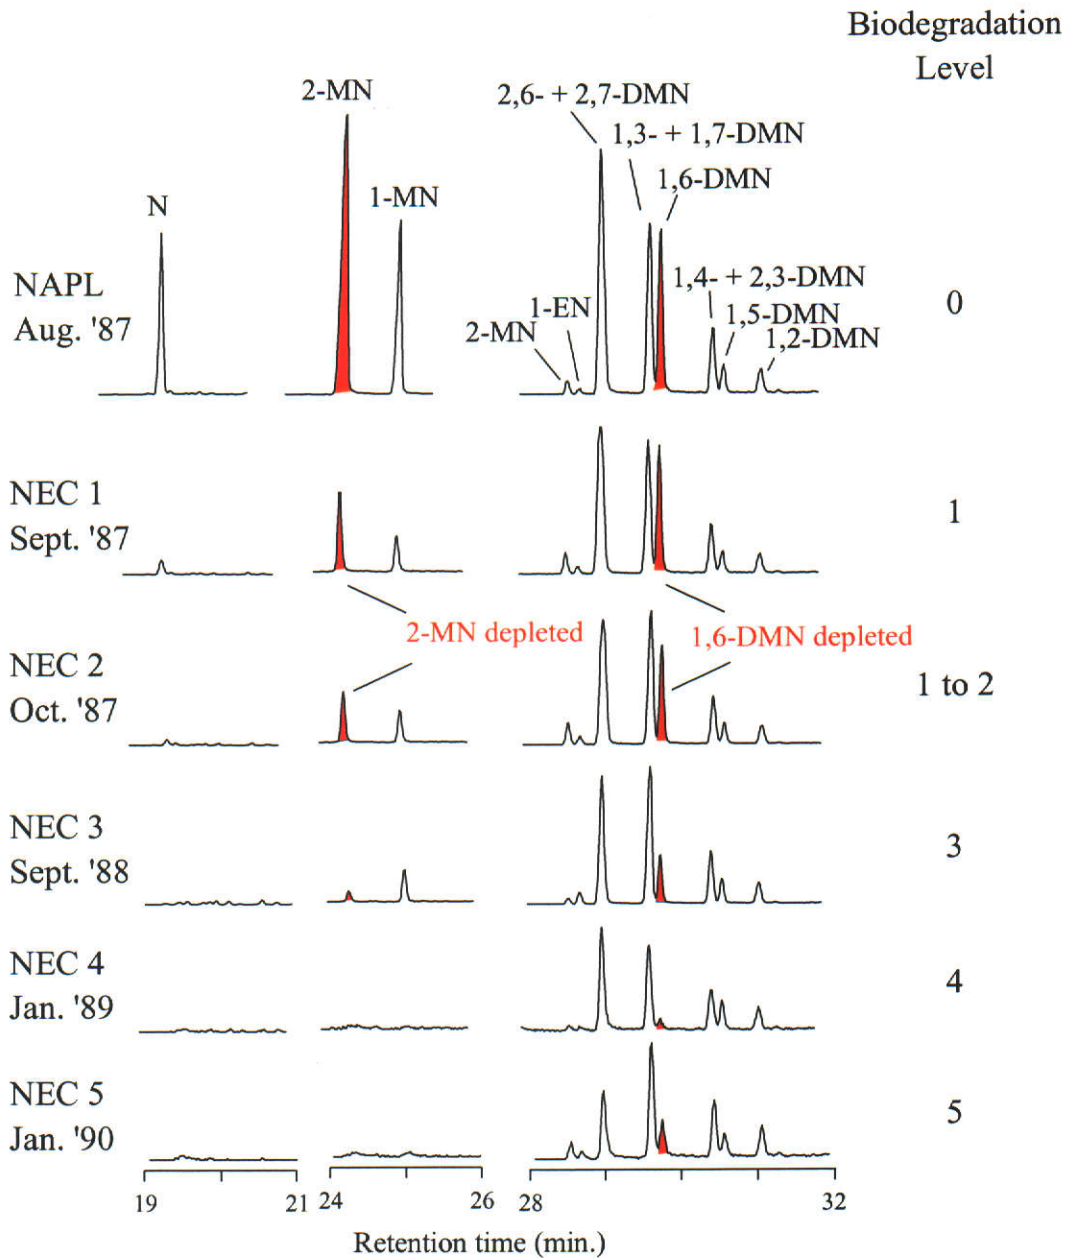 Biodegradation
Level
2-MN
2,6- + 2,7-DMN
1,3- + 1,7-DMN
1,6-DMN
N
1-MN
NAPL
Aug. '87
1,4- + 2,3-DMN
1-EN
1,5-DMN
2-MN
1,2-DMN
0
NEC 1
Sept. '87
1
2-MN depleted
1,6-DMN depleted
NEC 2
Oct. '87
1 to 2
NEC 3
Sept. '88
3
NEC 4
Jan. '89
4
NEC 5
Jan. '90
5
19 21 24 26 28 32
Retention time (min.)